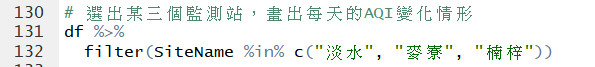 130 # 選出某三個監測站，畫出每天的AQI變化情形
131 df %>%
132   filter(SiteName %in% c("淡水", "麥寮", "楠梓"))